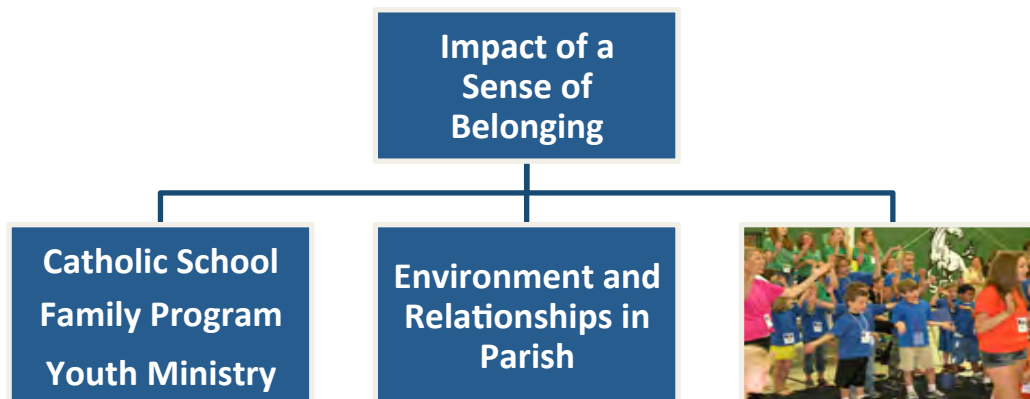 Impact of a
Sense of
Belonging
Catholic School
Family Program
Youth Ministry
Environment and
Relationships in
Parish